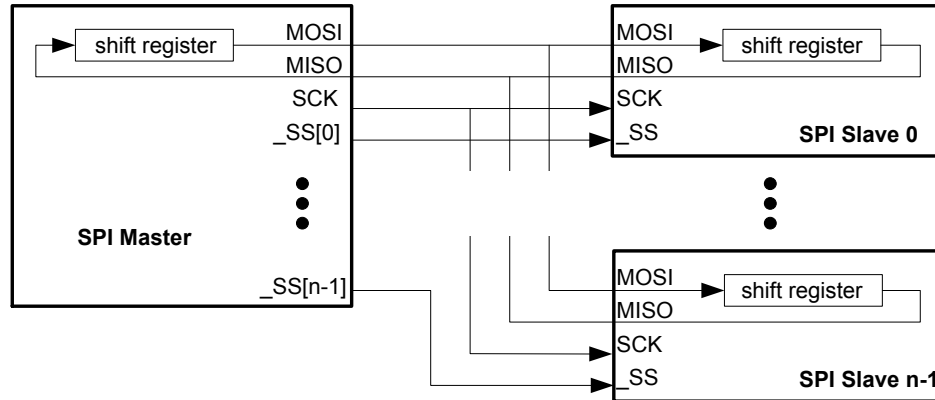 shift register
MOSI
MISO
SCK
_SS[0]
SPI Master
_SS[n-1]
MOSI
shift register
MISO
SCK
_SS
SPI Slave 0
MOSI
shift register
MISO
SCK
_SS
SPI Slave n-1